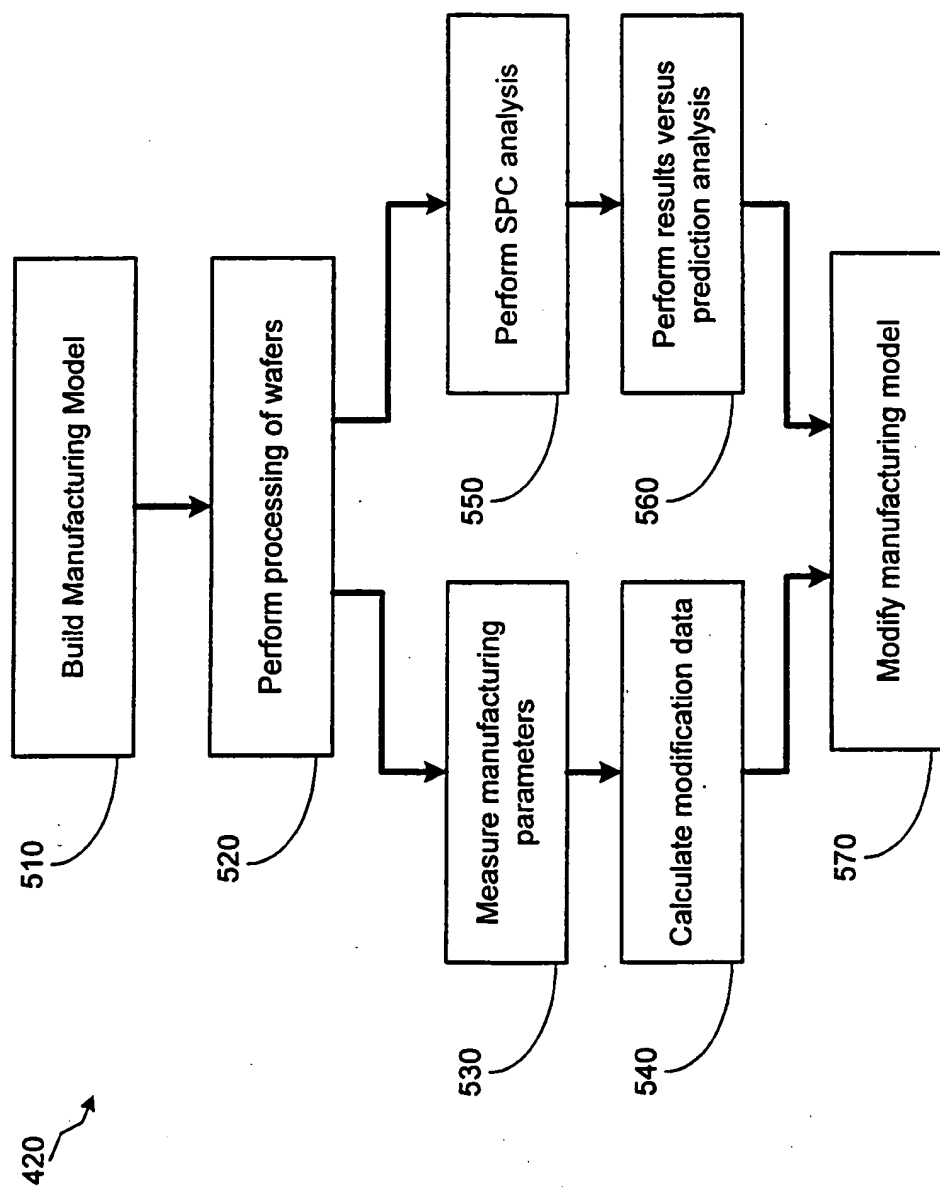 420
510
Build Manufacturing Model
520
Perform processing of wafers
530
Measure manufacturing
parameters
540
Calculate modification data
550
Perform SPC analysis
560
Perform results versus
prediction analysis
570
Modify manufacturing model